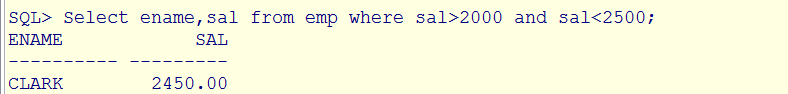 SQL> Select ename,sal from emp where sal>2000 and sal<2500;
ENAME            SAL
---------- ---------
CLARK        2450.00